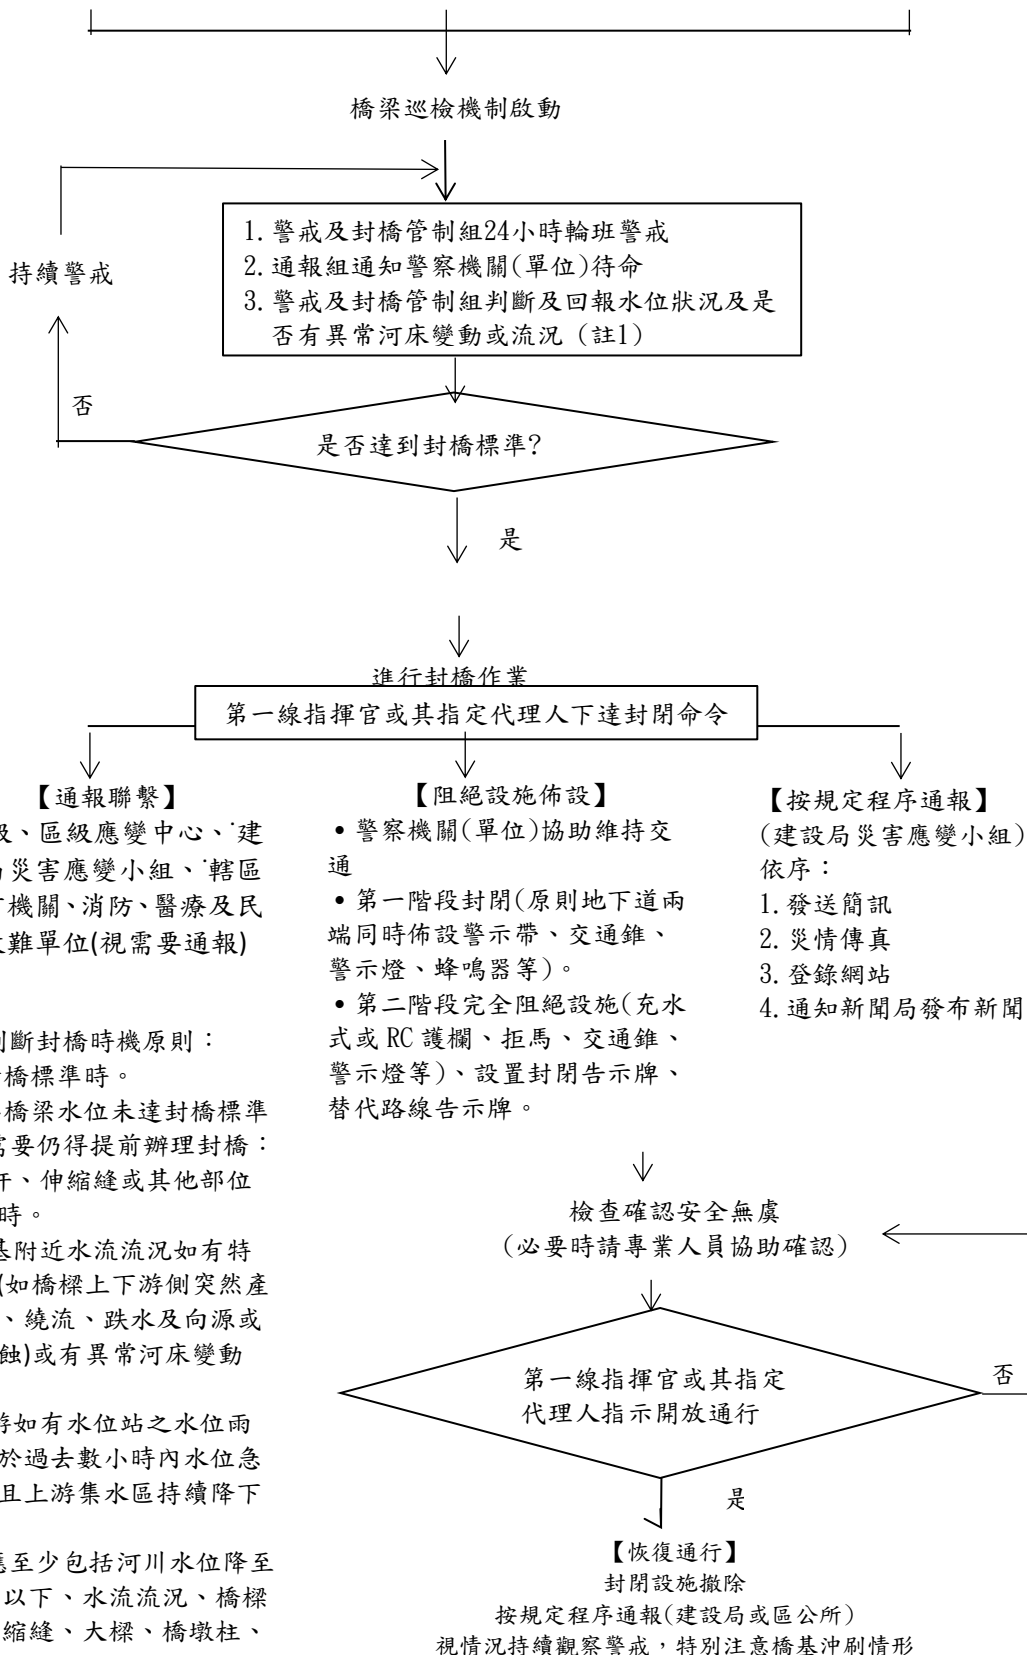 橋梁巡檢機制啟動
1. 警戒及封橋管制組24小時輪班警戒
2. 通報組通知警察機關(單位)待命
3. 警戒及封橋管制組判斷及回報水位狀況及是
否有異常河床變動或流況 (註1)
持續警戒
否
是否達到封橋標準?
是
進行封橋作業
第一線指揮官或其指定代理人下達封閉命令
【通報聯繫】
級、區級應變中心、建
災害應變小組、轄區
機關、消防、醫療及民
難單位(視需要通報)
判斷封橋時機原則：
橋標準時。
橋梁水位未達封橋標準
需要仍得提前辦理封橋：
、伸縮縫或其他部位
時。
基附近水流流況如有特
(如橋樑上下游側突然產
、繞流、跌水及向源或
蝕)或有異常河床變動
游如有水位站之水位雨
於過去數小時內水位急
且上游集水區持續降下
應至少包括河川水位降至
以下、水流流況、橋樑
縮縫、大樑、橋墩柱、
【阻絕設施佈設】
• 警察機關(單位)協助維持交
通
• 第一階段封閉(原則地下道兩
端同時佈設警示帶、交通錐、
警示燈、蜂鳴器等)。
• 第二階段完全阻絕設施(充水
式或 RC 護欄、拒馬、交通錐、
警示燈等)、設置封閉告示牌、
替代路線告示牌。
【按規定程序通報】
(建設局災害應變小組)
依序：
1. 發送簡訊
2. 災情傳真
3. 登錄網站
4. 通知新聞局發布新聞
檢查確認安全無虞
(必要時請專業人員協助確認)
第一線指揮官或其指定
代理人指示開放通行
否
是
【恢復通行】
封閉設施撤除
按規定程序通報(建設局或區公所)
視情況持續觀察警戒，特別注意橋基沖刷情形